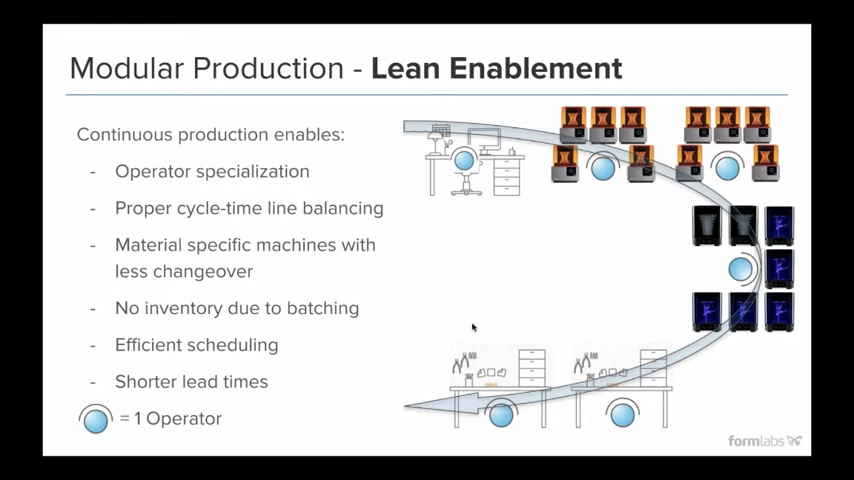 Modular Production - Lean Enablement
Continuous production enables:
- Operator specialization
- Proper cycle-time line balancing
- Material specific machines with
less changeover
- No inventory due to batching
- Efficient scheduling
- Shorter lead times
= 1 Operator
formlabs